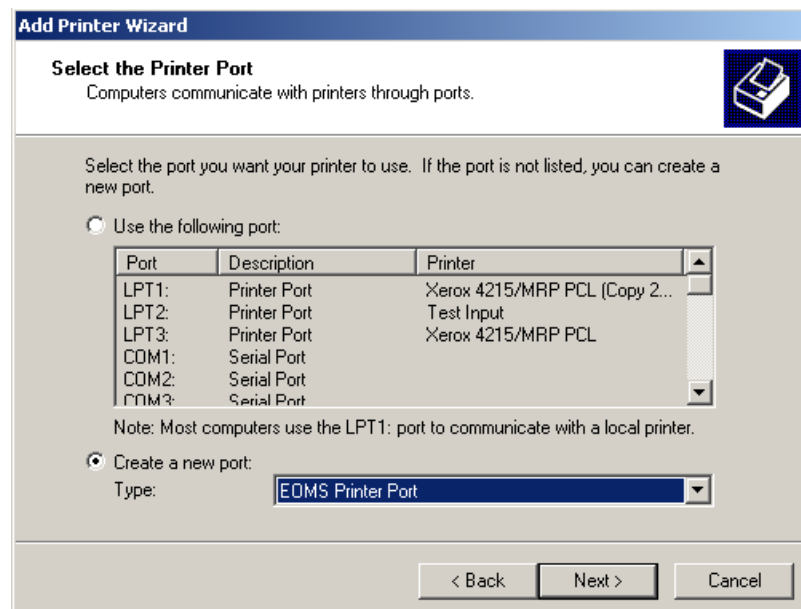 Add Printer Wizard
Select the Printer Port
Computers communicate with printers through ports.
Select the port you want your printer to use. If the port is not listed, you can create a
new port.
Use the following port:
Port Description Printer
LPT1: Printer Port Xerox 4215/MRP PCL (Copy 2...
LPT2: Printer Port Test Input
LPT3: Printer Port Xerox 4215/MRP PCL
COM1: Serial Port
COM2: Serial Port
COM3: Serial Port
Note: Most computers use the LPT1: port to communicate with a local printer.
Create a new port:
Type: EOMS Printer Port
< Back Next > Cancel